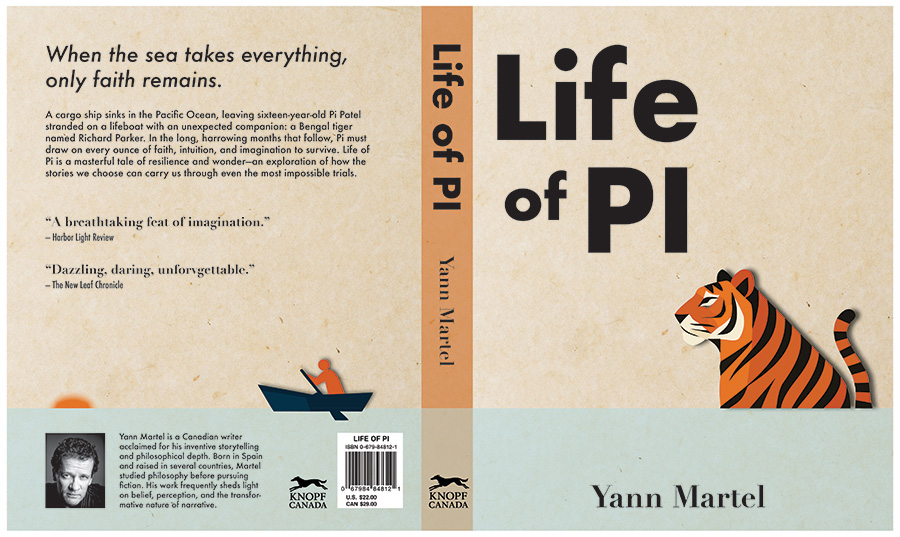 When the sea takes everything,
only faith remains.
A cargo ship sinks in the Pacific Ocean, leaving sixteen-year-old Pi Patel
stranded on a lifeboat with an unexpected companion: a Bengal tiger
named Richard Parker. In the long, harrowing months that follow, Pi must
draw on every ounce of faith, intuition, and imagination to survive. Life of
Pi is a masterful tale of resilience and wonder—an exploration of how the
stories we choose can carry us through even the most impossible trials.
“A breathtaking feat of imagination.”
– Harbor Light Review
“Dazzling, daring, unforvgettable.”
– The New Leaf Chronicle
Yann Martel is a Canadian writer
acclaimed for his inventive storytelling
and philosophical depth. Born in Spain
and raised in several countries, Martel
studied philosophy before pursuing
fiction. His work frequently sheds light
on belief, perception, and the transfor-
mative nature of narrative.
KNOPF
CANADA
LIFE OF PI
ISBN 0-679-84812-1
0 67984 84812 1
U.S. $22.00
CAN $29.00
Life of PI
Yann Martel
KNOPF
CANADA
Life
of PI
Yann Martel